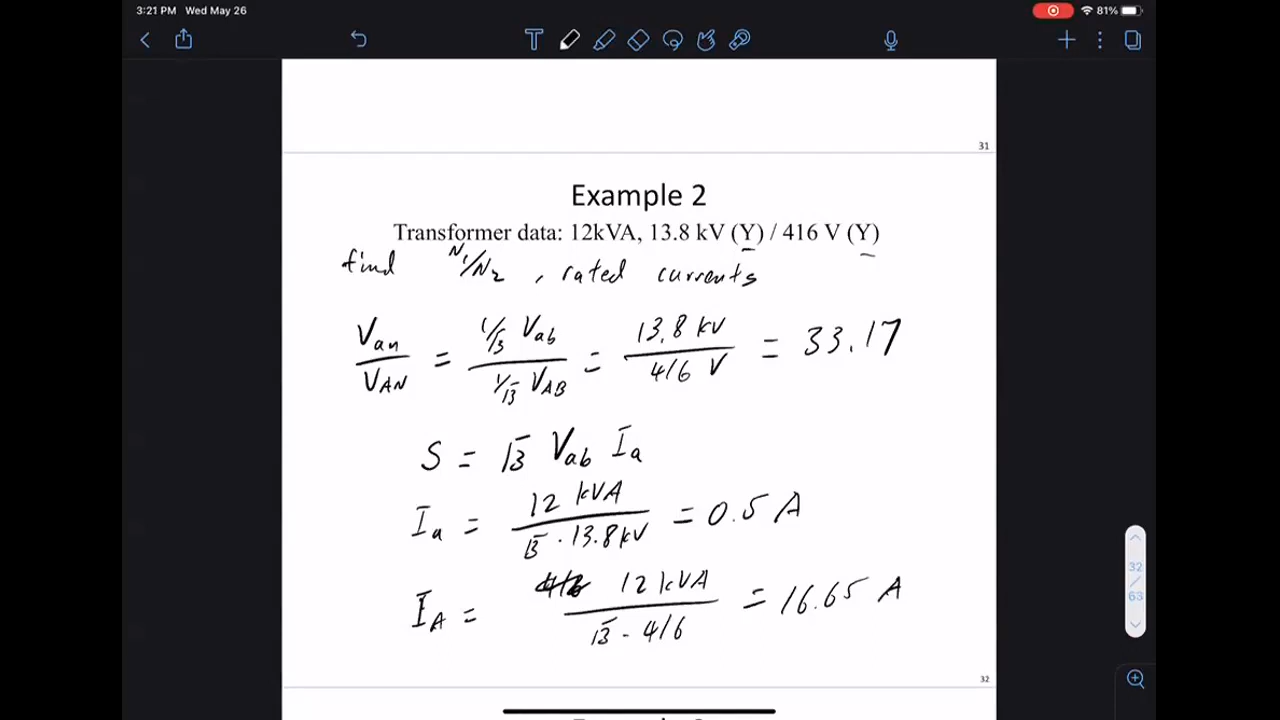 3:21 PM Wed May 26
81%
31
Example 2
Transformer data: 12kVA, 13.8 kV (Y) / 416 V (Y)
find N₁/N₂ , rated currents
Van/VAN = (1/√3 Vab)/(1/√3 VAB) = 13.8 kV/416 V = 33.17
S = √3 Vab Ia
Ia = 12 kVA/(√3 · 13.8kV) = 0.5 A
IA = 12 kVA/(√3 · 416) = 16.65 A
32
32
/
63